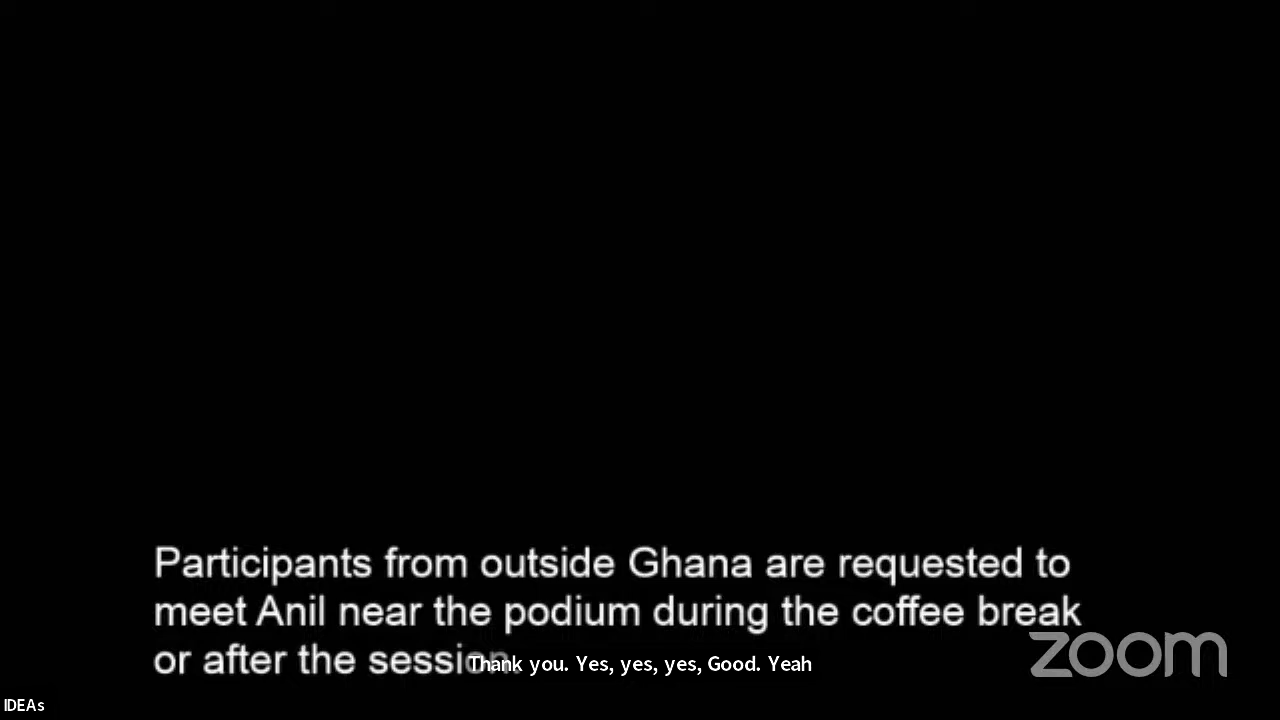 Participants from outside Ghana are requested to
meet Anil near the podium during the coffee break
or after the session.
Thank you. Yes, yes, yes, Good. Yeah
zoom
IDEAs